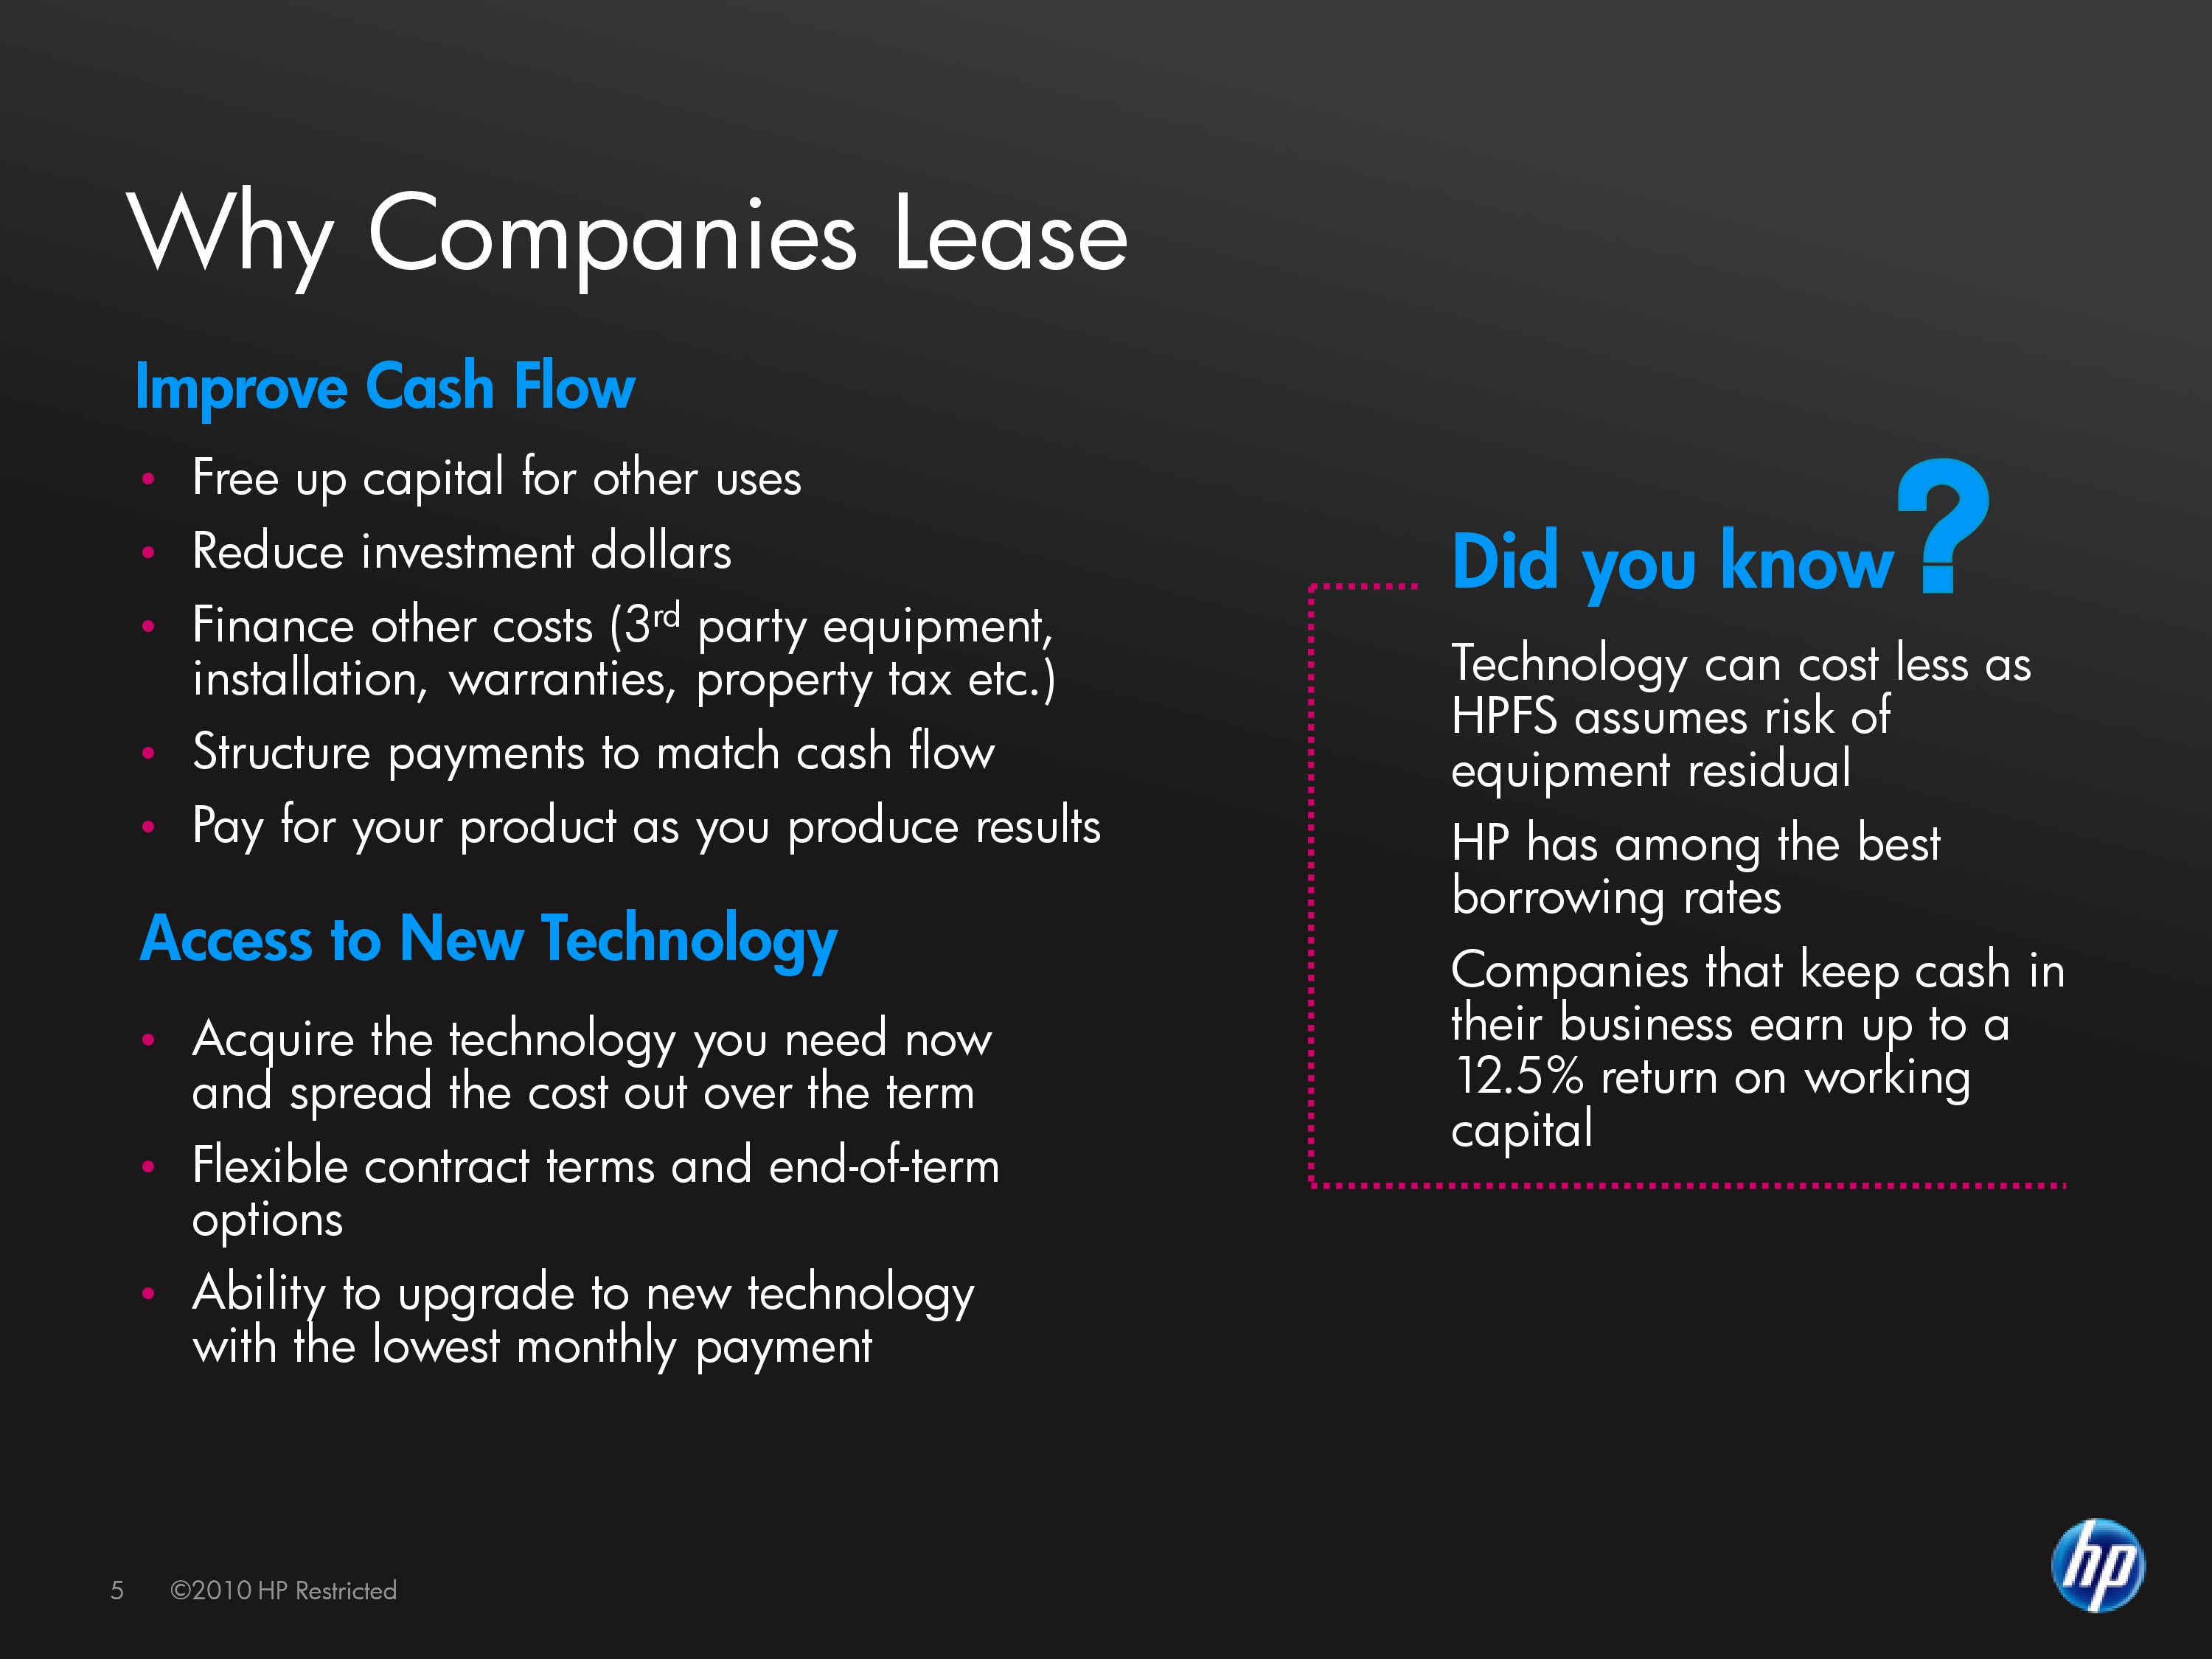 Why Companies Lease
Improve Cash Flow
• Free up capital for other uses
• Reduce investment dollars
• Finance other costs (3rd party equipment,
installation, warranties, property tax etc.)
• Structure payments to match cash flow
• Pay for your product as you produce results
Access to New Technology
• Acquire the technology you need now
and spread the cost out over the term
• Flexible contract terms and end-of-term
options
• Ability to upgrade to new technology
with the lowest monthly payment
Did you know?
Technology can cost less as
HPFS assumes risk of
equipment residual
HP has among the best
borrowing rates
Companies that keep cash in
their business earn up to a
12.5% return on working
capital
5 ©2010 HP Restricted
hp